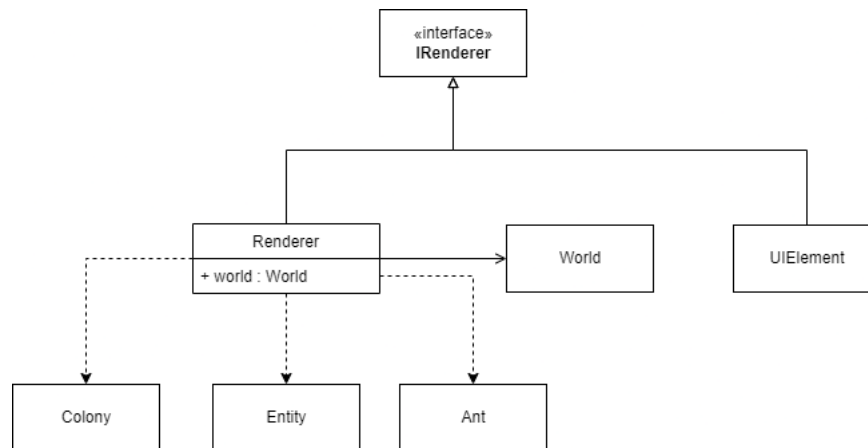 «interface»
IRenderer
Renderer
+ world : World
World
UIElement
Colony
Entity
Ant